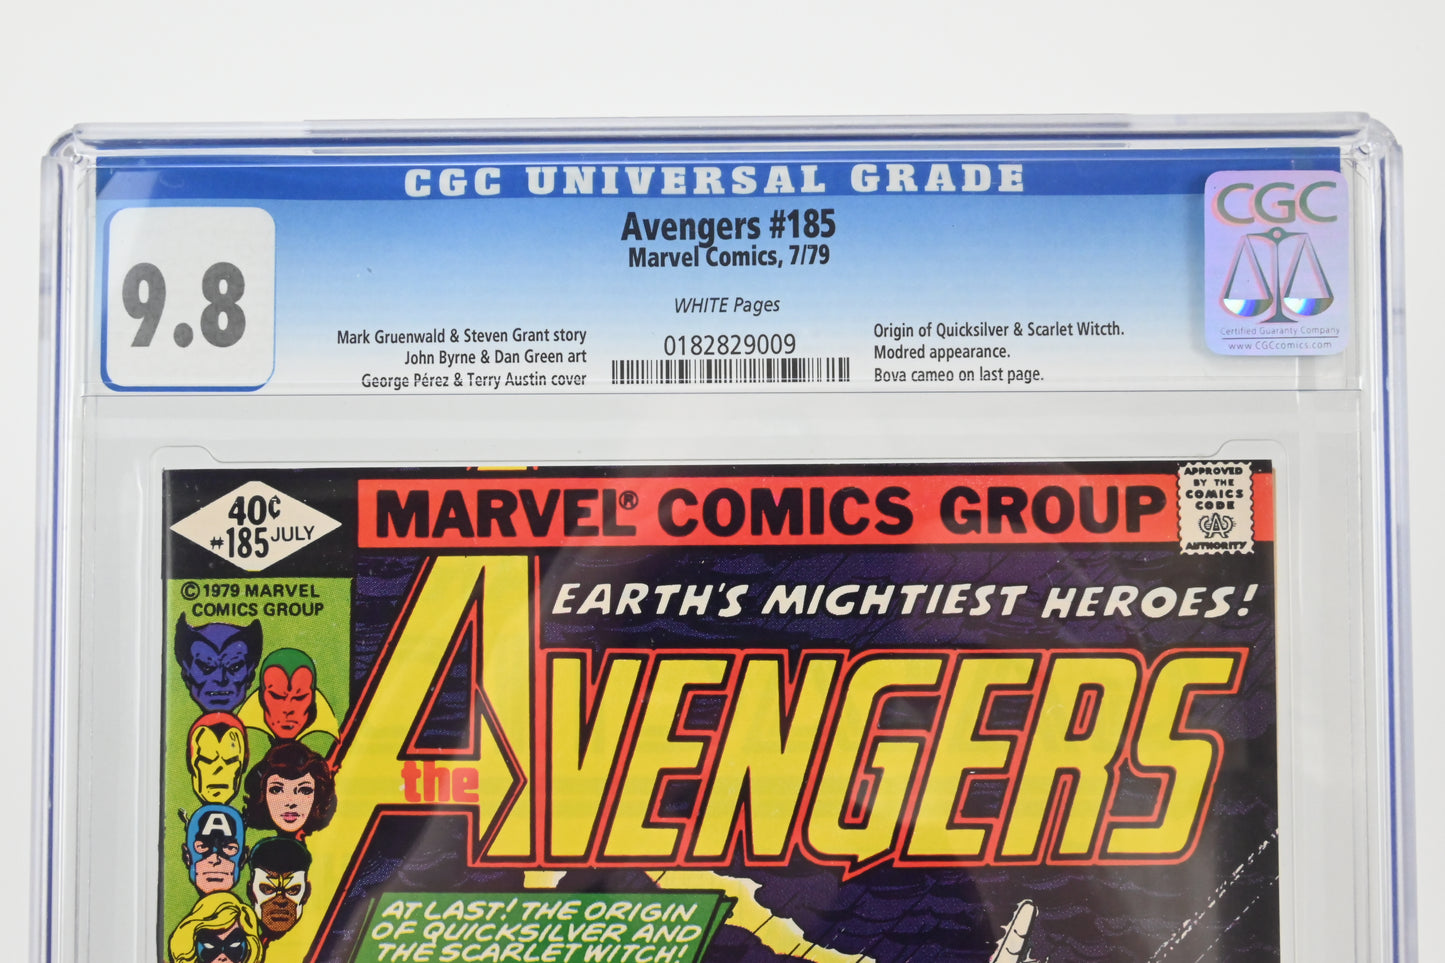 CGC UNIVERSAL GRADE
9.8
Avengers #185
Marvel Comics, 7/79
WHITE Pages
Mark Gruenwald & Steven Grant story
John Byrne & Dan Green art
George Pérez & Terry Austin cover
0182829009
Origin of Quicksilver & Scarlet Witcth.
Modred appearance.
Bova cameo on last page.
CGC
Certified Guaranty Company
www.CGCcomics.com
40¢
#185 JULY
MARVEL® COMICS GROUP
APPROVED
BY THE
COMICS
CODE
CA
AUTHORITY
©1979 MARVEL
COMICS GROUP
EARTH'S MIGHTIEST HEROES!
the AVENGERS
A
AT LAST! THE ORIGIN
OF QUICKSILVER AND
THE SCARLET WITCH!